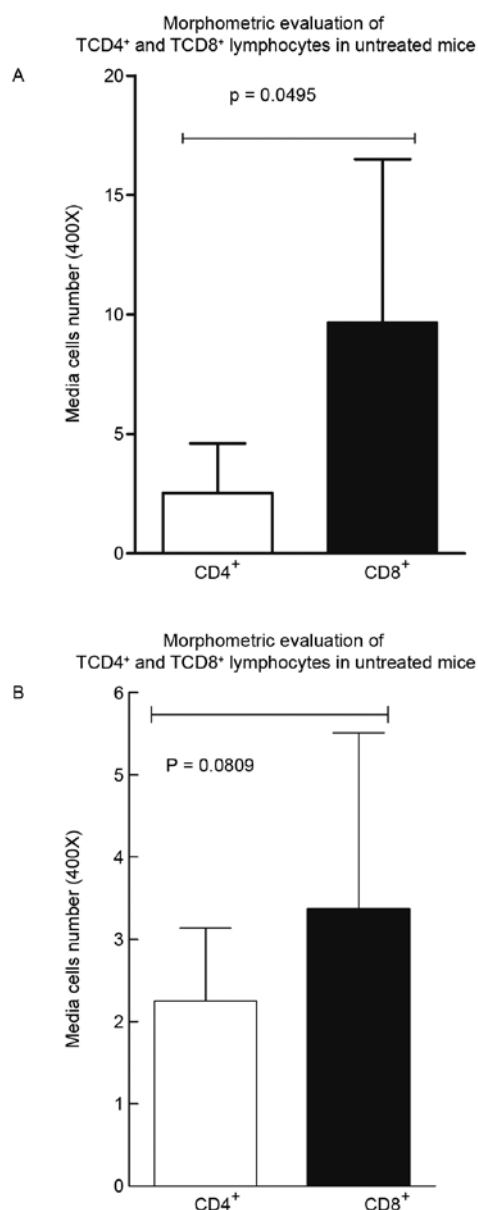 Morphometric evaluation of
TCD4⁺ and TCD8⁺ lymphocytes in untreated mice
A
p = 0.0495
Media cells number (400X)
20
15
10
5
0
CD4⁺
CD8⁺
Morphometric evaluation of
TCD4⁺ and TCD8⁺ lymphocytes in untreated mice
B
P = 0.0809
Media cells number (400X)
6
5
4
3
2
1
0
CD4⁺
CD8⁺